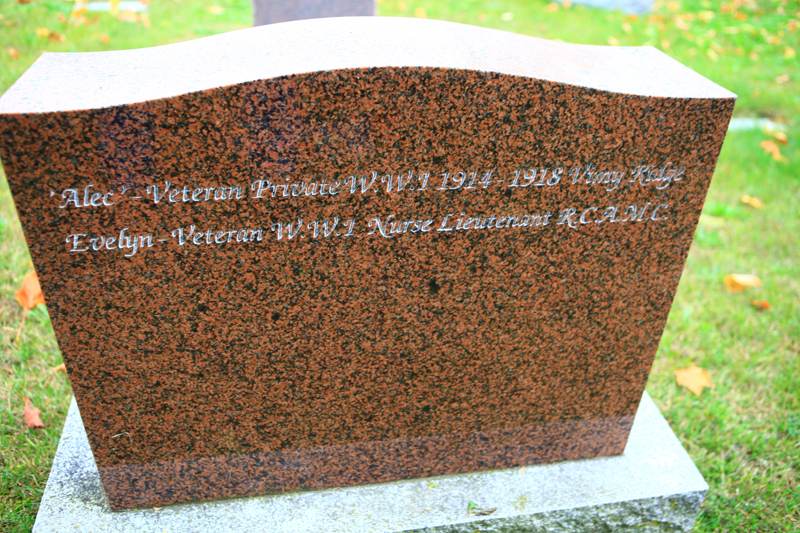 'Alec' - Veteran Private W.W.I 1914 - 1918 Vimy Ridge
Evelyn - Veteran W.W.I Nurse Lieutenant R.C.A.M.C.